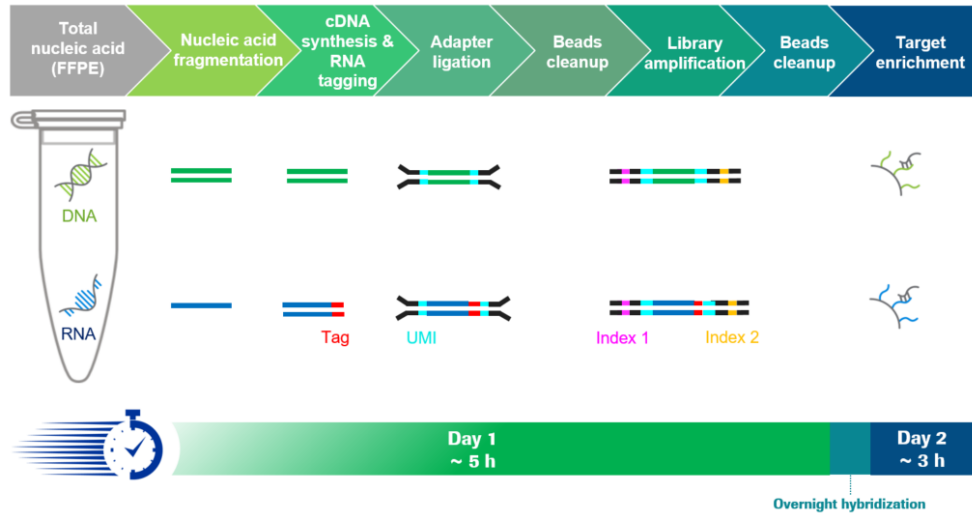 Total
nucleic acid
(FFPE)
Nucleic acid
fragmentation
cDNA
synthesis &
RNA
tagging
Adapter
ligation
Beads
cleanup
Library
amplification
Beads
cleanup
Target
enrichment
DNA
RNA
Tag
UMI
Index 1
Index 2
Day 1
~ 5 h
Day 2
~ 3 h
Overnight hybridization